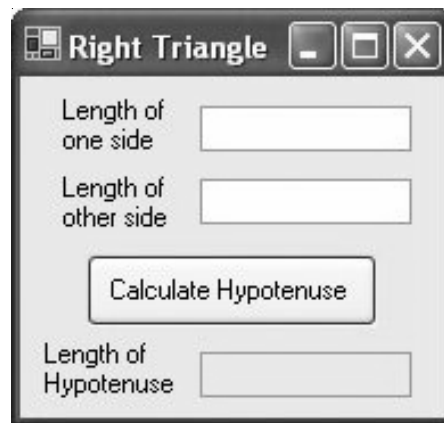 Right Triangle
Length of
one side
Length of
other side
Calculate Hypotenuse
Length of
Hypotenuse